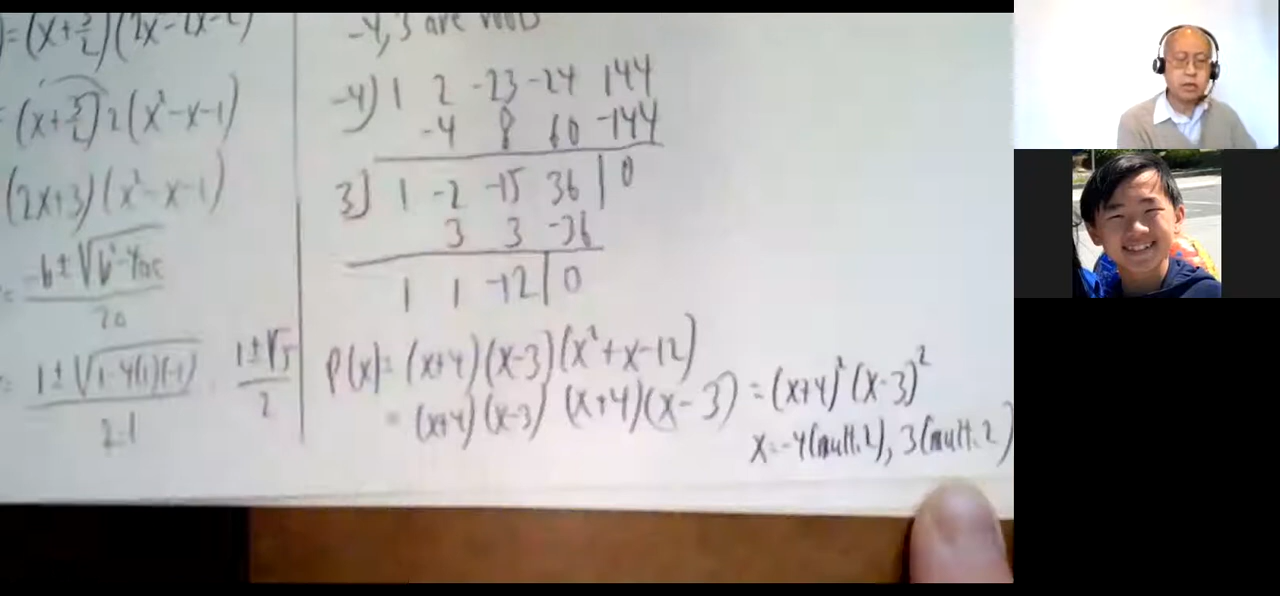 )=(x+3/2)(2x²-2x-2)
=(x+3/2)2(x²-x-1)
(2x+3)(x²-x-1)
= -b±√b²-4ac / 2a
= 1±√1-4(1)(-1) / 2·1 = 1±√5 / 2
-4, 3 are roots
-4) 1 2 -23 -24 144
-4 8 60 -144
3) 1 -2 -15 36 | 0
3 3 -36
1 1 -12 | 0
P(x)= (x+4)(x-3)(x²+x-12)
= (x+4)(x-3)(x+4)(x-3) = (x+4)²(x-3)²
x=-4(mult. 2), 3(mult. 2)